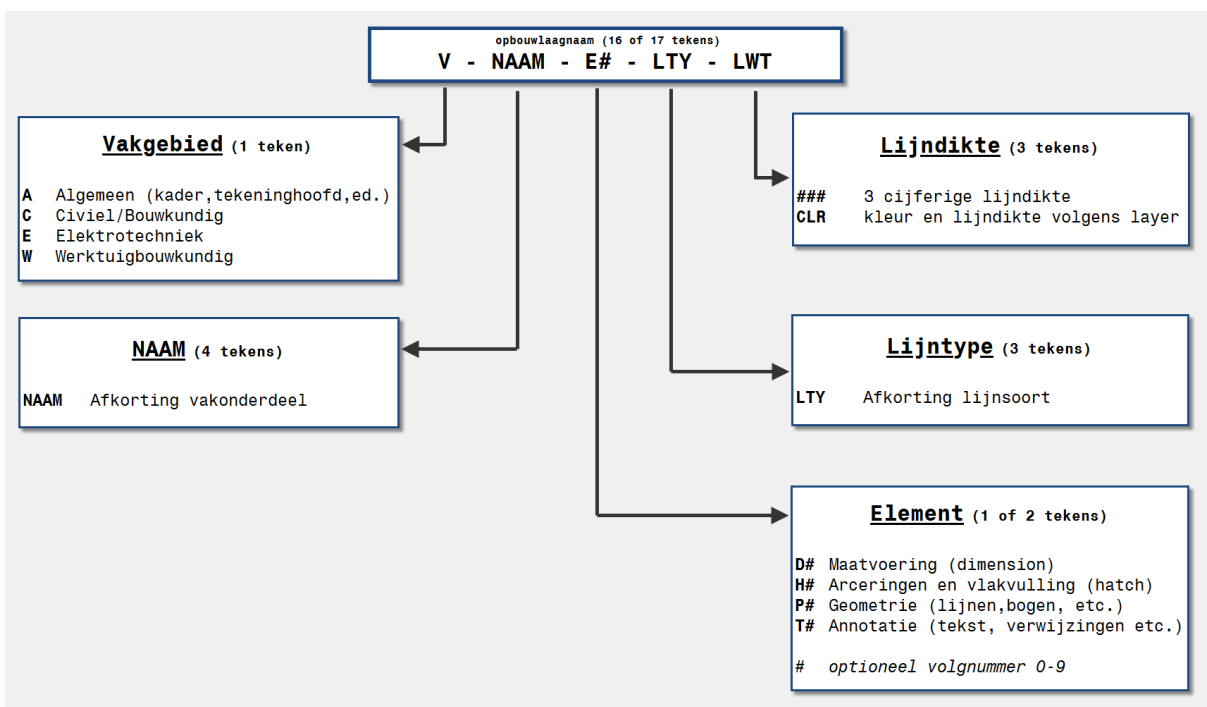 opbouwlaagnaam (16 of 17 tekens)
V - NAAM - E# - LTY - LWT
Vakgebied (1 teken)
A Algemeen (kader,tekeninghoofd,ed.)
C Civiel/Bouwkundig
E Elektrotechniek
W Werktuigbouwkundig
NAAM (4 tekens)
NAAM Afkorting vakonderdeel
Lijndikte (3 tekens)
### 3 cijferige lijndikte
CLR kleur en lijndikte volgens layer
Lijntype (3 tekens)
LTY Afkorting lijnsoort
Element (1 of 2 tekens)
D# Maatvoering (dimension)
H# Arceringen en vlakvulling (hatch)
P# Geometrie (lijnen,bogen, etc.)
T# Annotatie (tekst, verwijzingen etc.)
# optioneel volgnummer 0-9